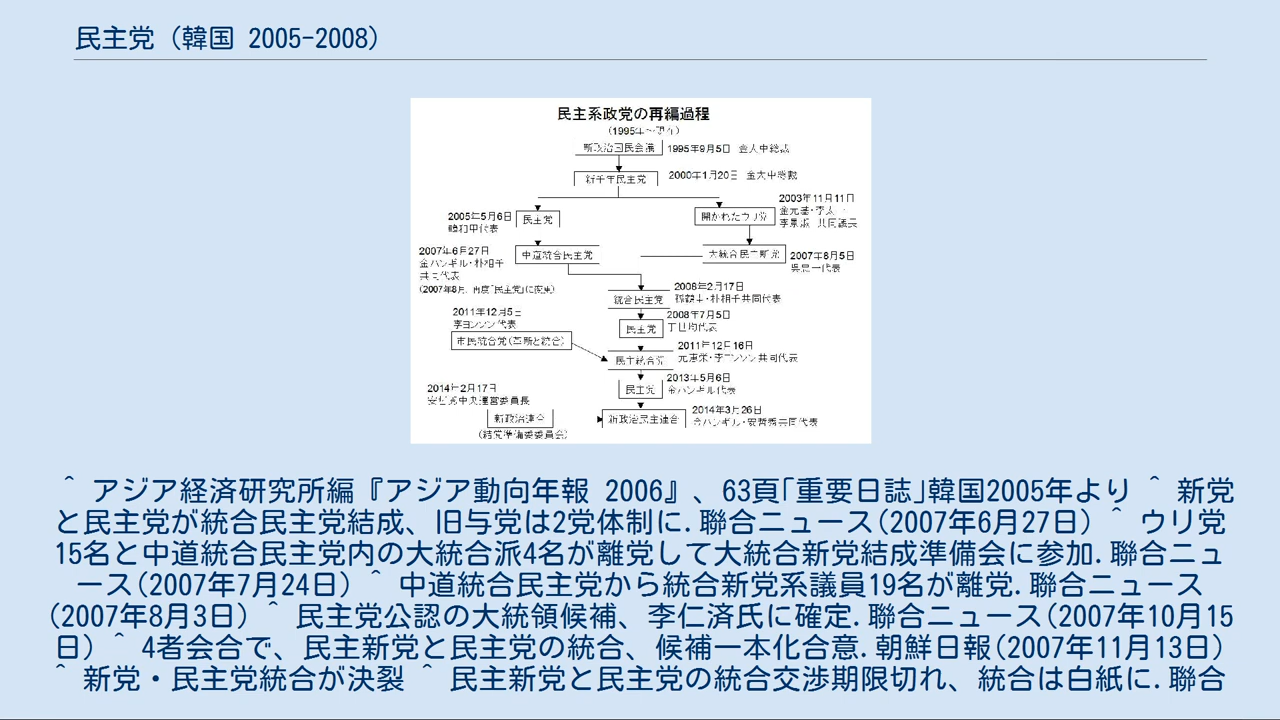 民主党（韓国 2005-2008）
民主系政党の再編過程
(1995年～現在)
新政治国民会議 1995年9月5日 金大中総裁
新千年民主党 2000年1月20日 金大中総裁
2003年11月11日
2005年5月6日 民主党 開かれたウリ党 金元基・李太一
韓和甲代表 李景淑 共同議長
2007年6月27日 中道統合民主党 大統合民主新党 2007年8月5日
金ハンギル・朴相千 呉忠一代表
共同代表
(2007年8月、再度「民主党」に改東)
統合民主党 2008年2月17日
孫鶴圭・朴相千共同代表
2011年12月5日 2008年7月5日
李ヨンソン代表 民主党 丁世均代表
市民統合党(革新と統合) 2011年12月16日
民主統合党 元恵栄・李ヨンソン共同代表
2013年5月6日
2014年2月17日 民主党 金ハンギル代表
安哲秀中央運営委員長
新政治連合 新政治民主連合 2014年3月26日
(結党準備委員会) 金ハンギル・安哲秀共同代表
^ アジア経済研究所編『アジア動向年報 2006』、63頁｢重要日誌｣韓国2005年より ^ 新党
と民主党が統合民主党結成、旧与党は2党体制に.聯合ニュース(2007年6月27日) ^ ウリ党
15名と中道統合民主党内の大統合派4名が離党して大統合新党結成準備会に参加.聯合ニュ
ース(2007年7月24日) ^ 中道統合民主党から統合新党系議員19名が離党.聯合ニュース
(2007年8月3日) ^ 民主党公認の大統領候補、李仁済氏に確定.聯合ニュース(2007年10月15
日) ^ 4者会合で、民主新党と民主党の統合、候補一本化合意.朝鮮日報(2007年11月13日)
^ 新党・民主党統合が決裂 ^ 民主新党と民主党の統合交渉期限切れ、統合は白紙に.聯合